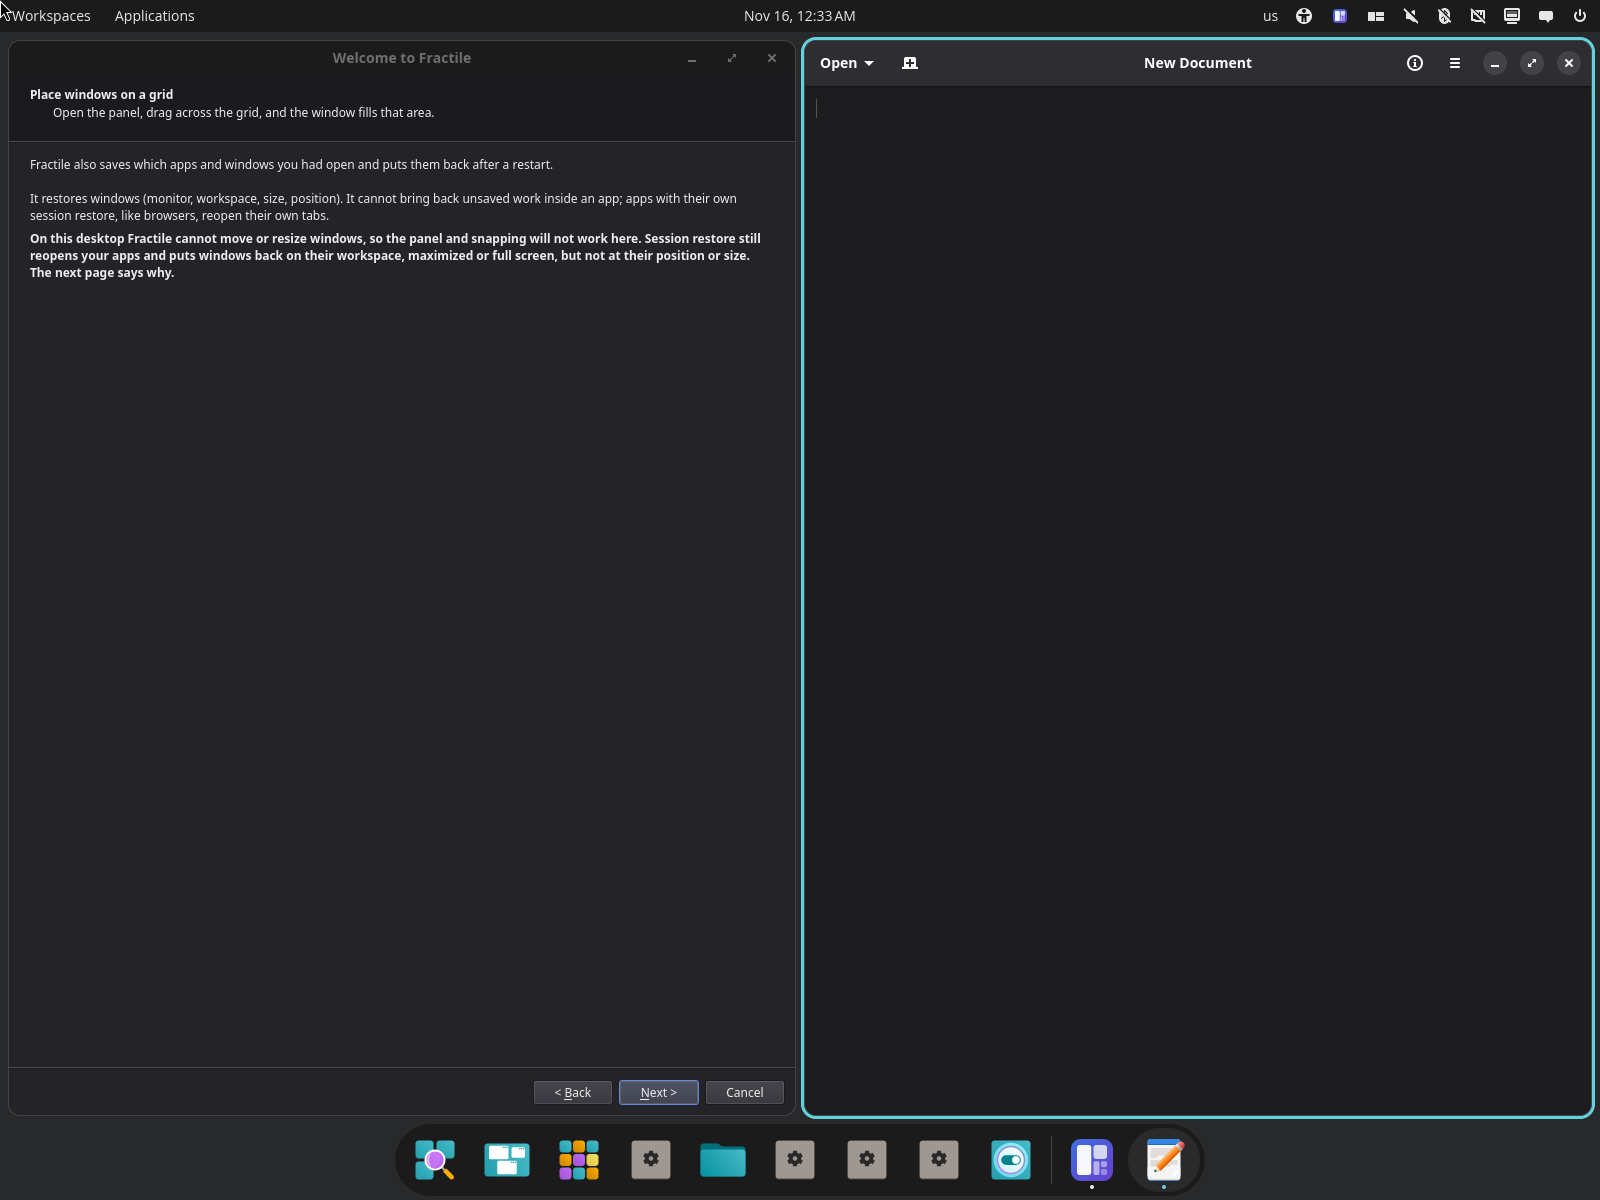 Workspaces Applications Nov 16, 12:33 AM us
Welcome to Fractile
Place windows on a grid
Open the panel, drag across the grid, and the window fills that area.
Fractile also saves which apps and windows you had open and puts them back after a restart.
It restores windows (monitor, workspace, size, position). It cannot bring back unsaved work inside an app; apps with their own
session restore, like browsers, reopen their own tabs.
On this desktop Fractile cannot move or resize windows, so the panel and snapping will not work here. Session restore still
reopens your apps and puts windows back on their workspace, maximized or full screen, but not at their position or size.
The next page says why.
< Back Next > Cancel
Open New Document